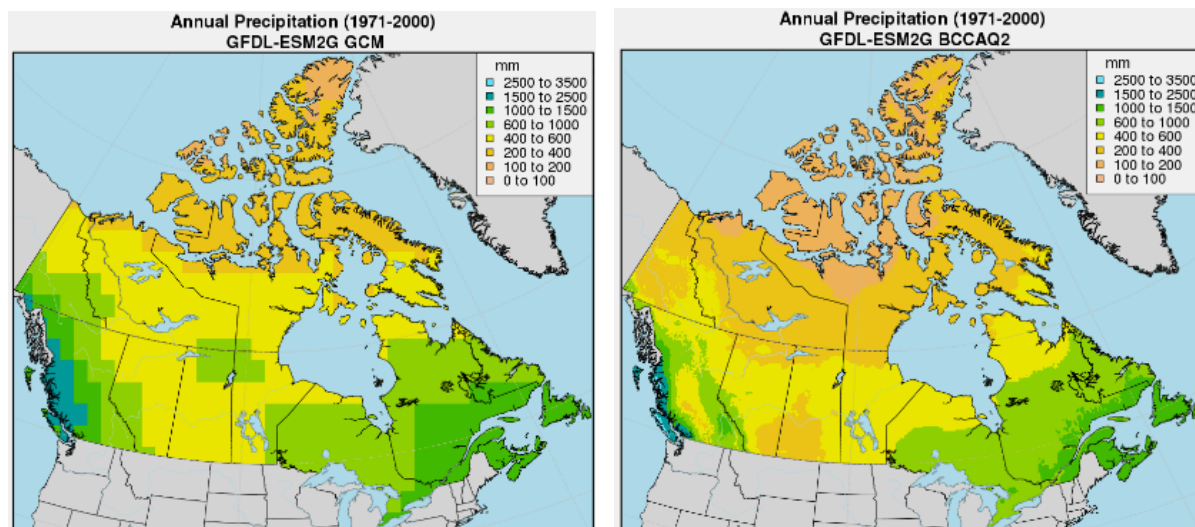 Annual Precipitation (1971-2000)
GFDL-ESM2G GCM
mm
2500 to 3500
1500 to 2500
1000 to 1500
600 to 1000
400 to 600
200 to 400
100 to 200
0 to 100
Annual Precipitation (1971-2000)
GFDL-ESM2G BCCAQ2
mm
2500 to 3500
1500 to 2500
1000 to 1500
600 to 1000
400 to 600
200 to 400
100 to 200
0 to 100